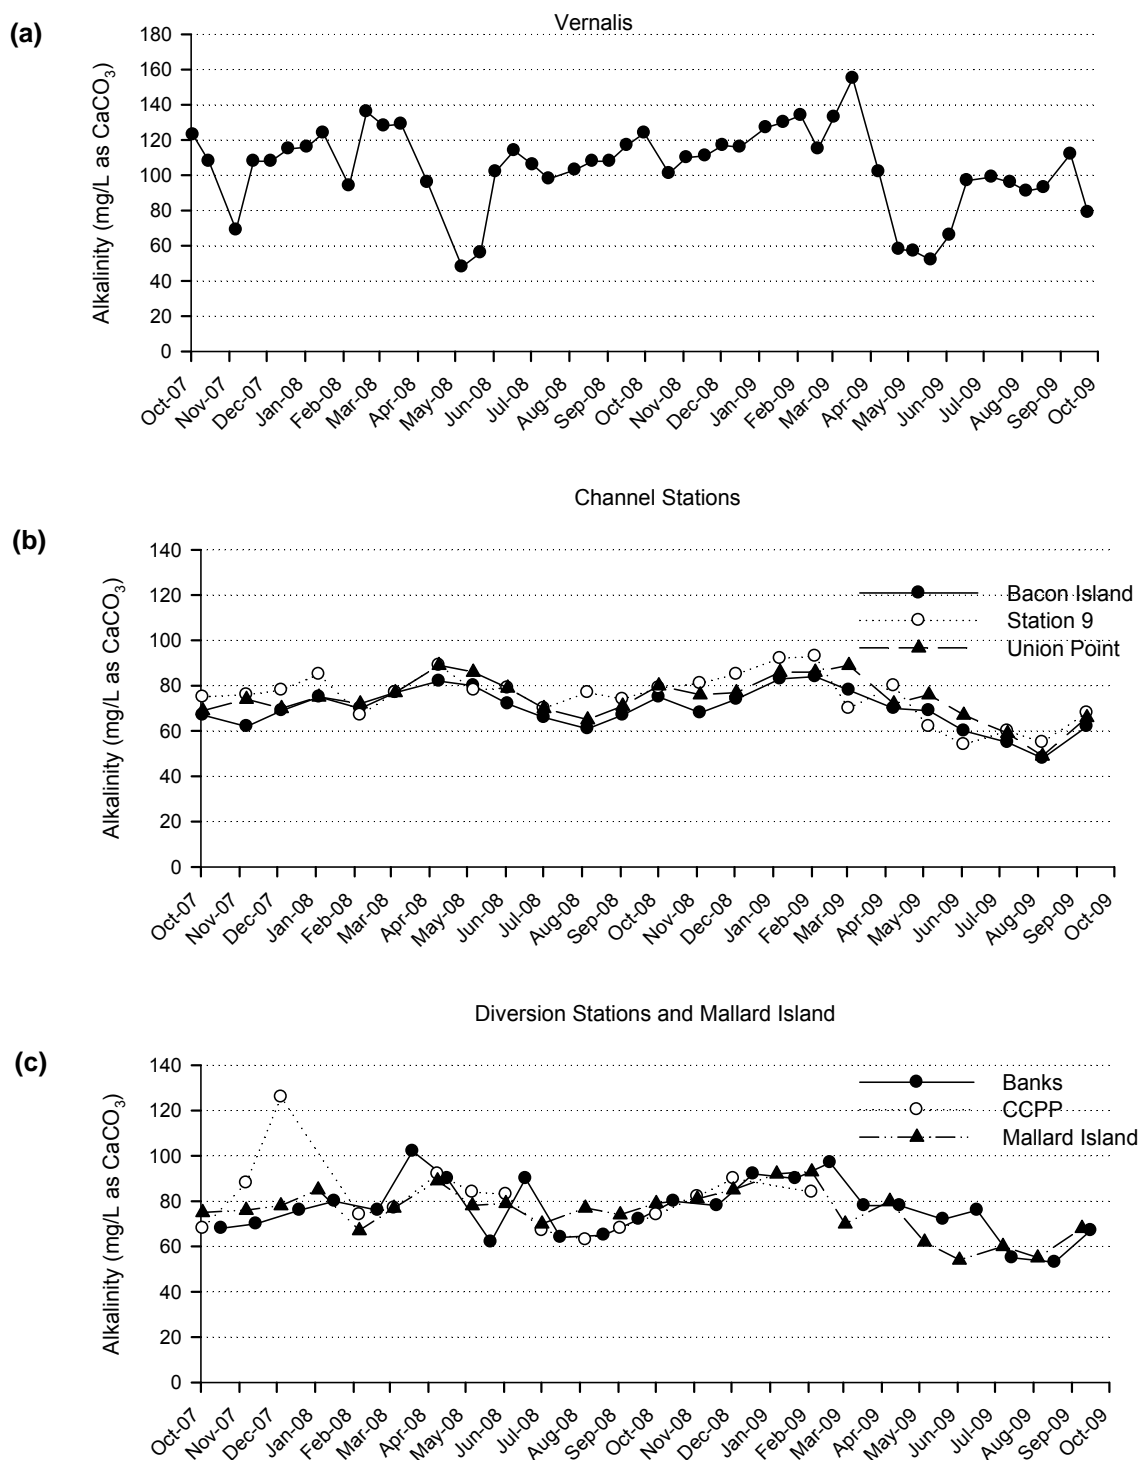 (a)
Vernalis
Alkalinity (mg/L as CaCO3)
180
160
140
120
100
80
60
40
20
0
Oct-07 Nov-07 Dec-07 Jan-08 Feb-08 Mar-08 Apr-08 May-08 Jun-08 Jul-08 Aug-08 Sep-08 Oct-08 Nov-08 Dec-08 Jan-09 Feb-09 Mar-09 Apr-09 May-09 Jun-09 Jul-09 Aug-09 Sep-09 Oct-09
Channel Stations
(b)
Alkalinity (mg/L as CaCO3)
140
120
100
80
60
40
20
0
Bacon Island
Station 9
Union Point
Oct-07 Nov-07 Dec-07 Jan-08 Feb-08 Mar-08 Apr-08 May-08 Jun-08 Jul-08 Aug-08 Sep-08 Oct-08 Nov-08 Dec-08 Jan-09 Feb-09 Mar-09 Apr-09 May-09 Jun-09 Jul-09 Aug-09 Sep-09 Oct-09
Diversion Stations and Mallard Island
(c)
Alkalinity (mg/L as CaCO3)
140
120
100
80
60
40
20
0
Banks
CCPP
Mallard Island
Oct-07 Nov-07 Dec-07 Jan-08 Feb-08 Mar-08 Apr-08 May-08 Jun-08 Jul-08 Aug-08 Sep-08 Oct-08 Nov-08 Dec-08 Jan-09 Feb-09 Mar-09 Apr-09 May-09 Jun-09 Jul-09 Aug-09 Sep-09 Oct-09